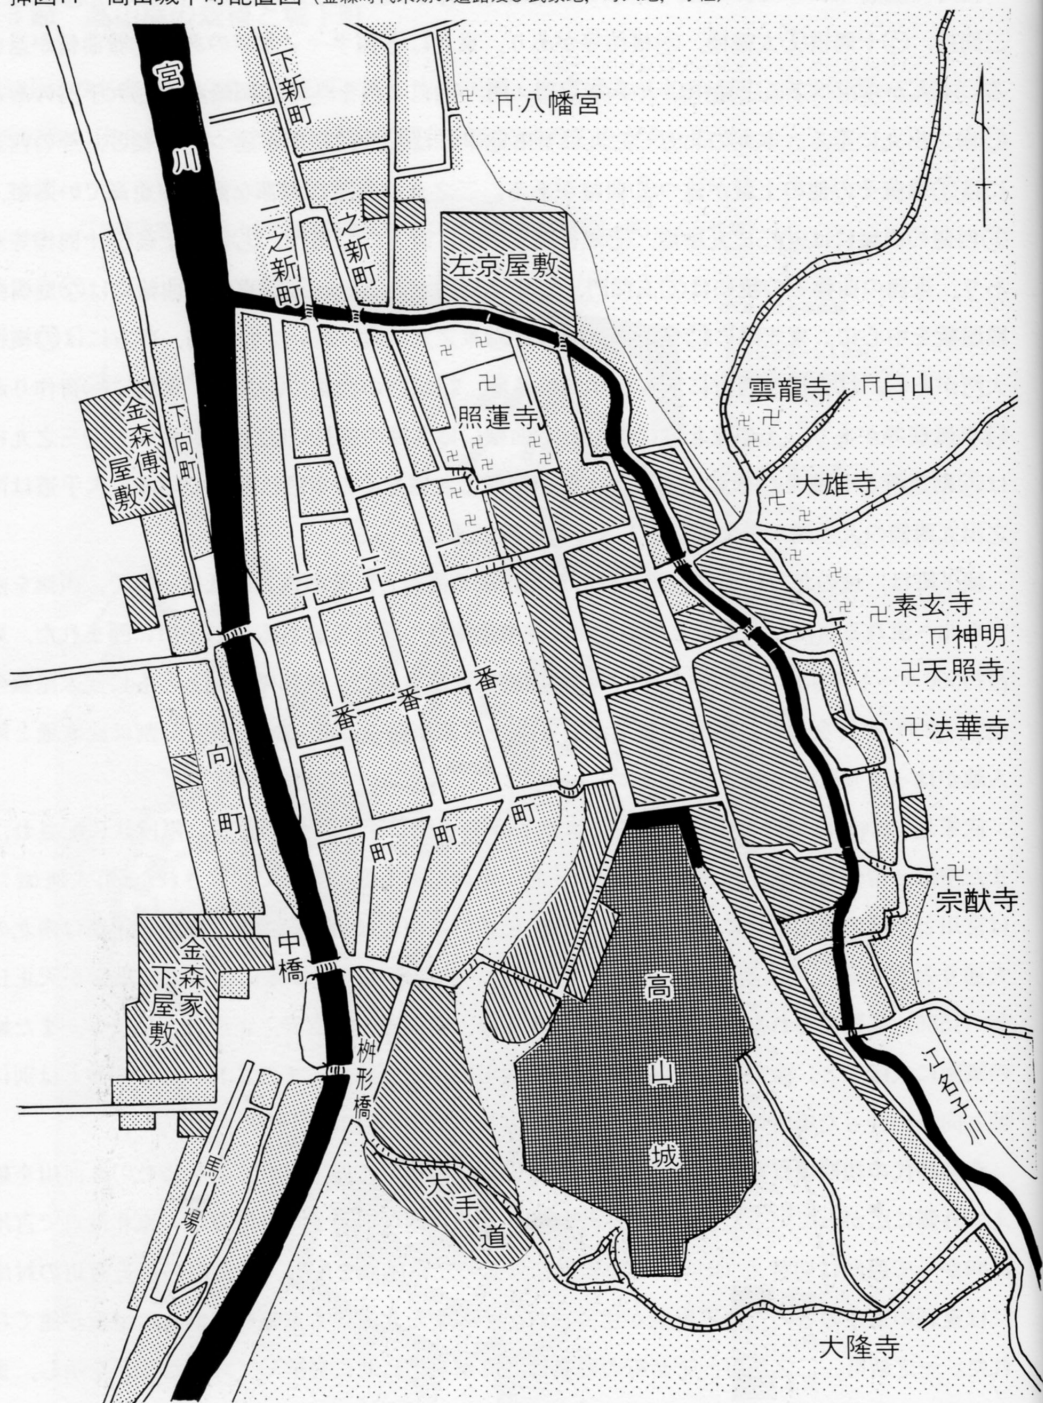 宮川
下新町
八幡宮
二之新町
一之新町
左京屋敷
雲龍寺
白山
照蓮寺
金森傅八屋敷
下向町
大雄寺
素玄寺
神明
天照寺
法華寺
三番町
二番町
一番町
向町
宗猷寺
中橋
金森家下屋敷
高山城
桝形橋
江名子川
馬場
大手道
大隆寺